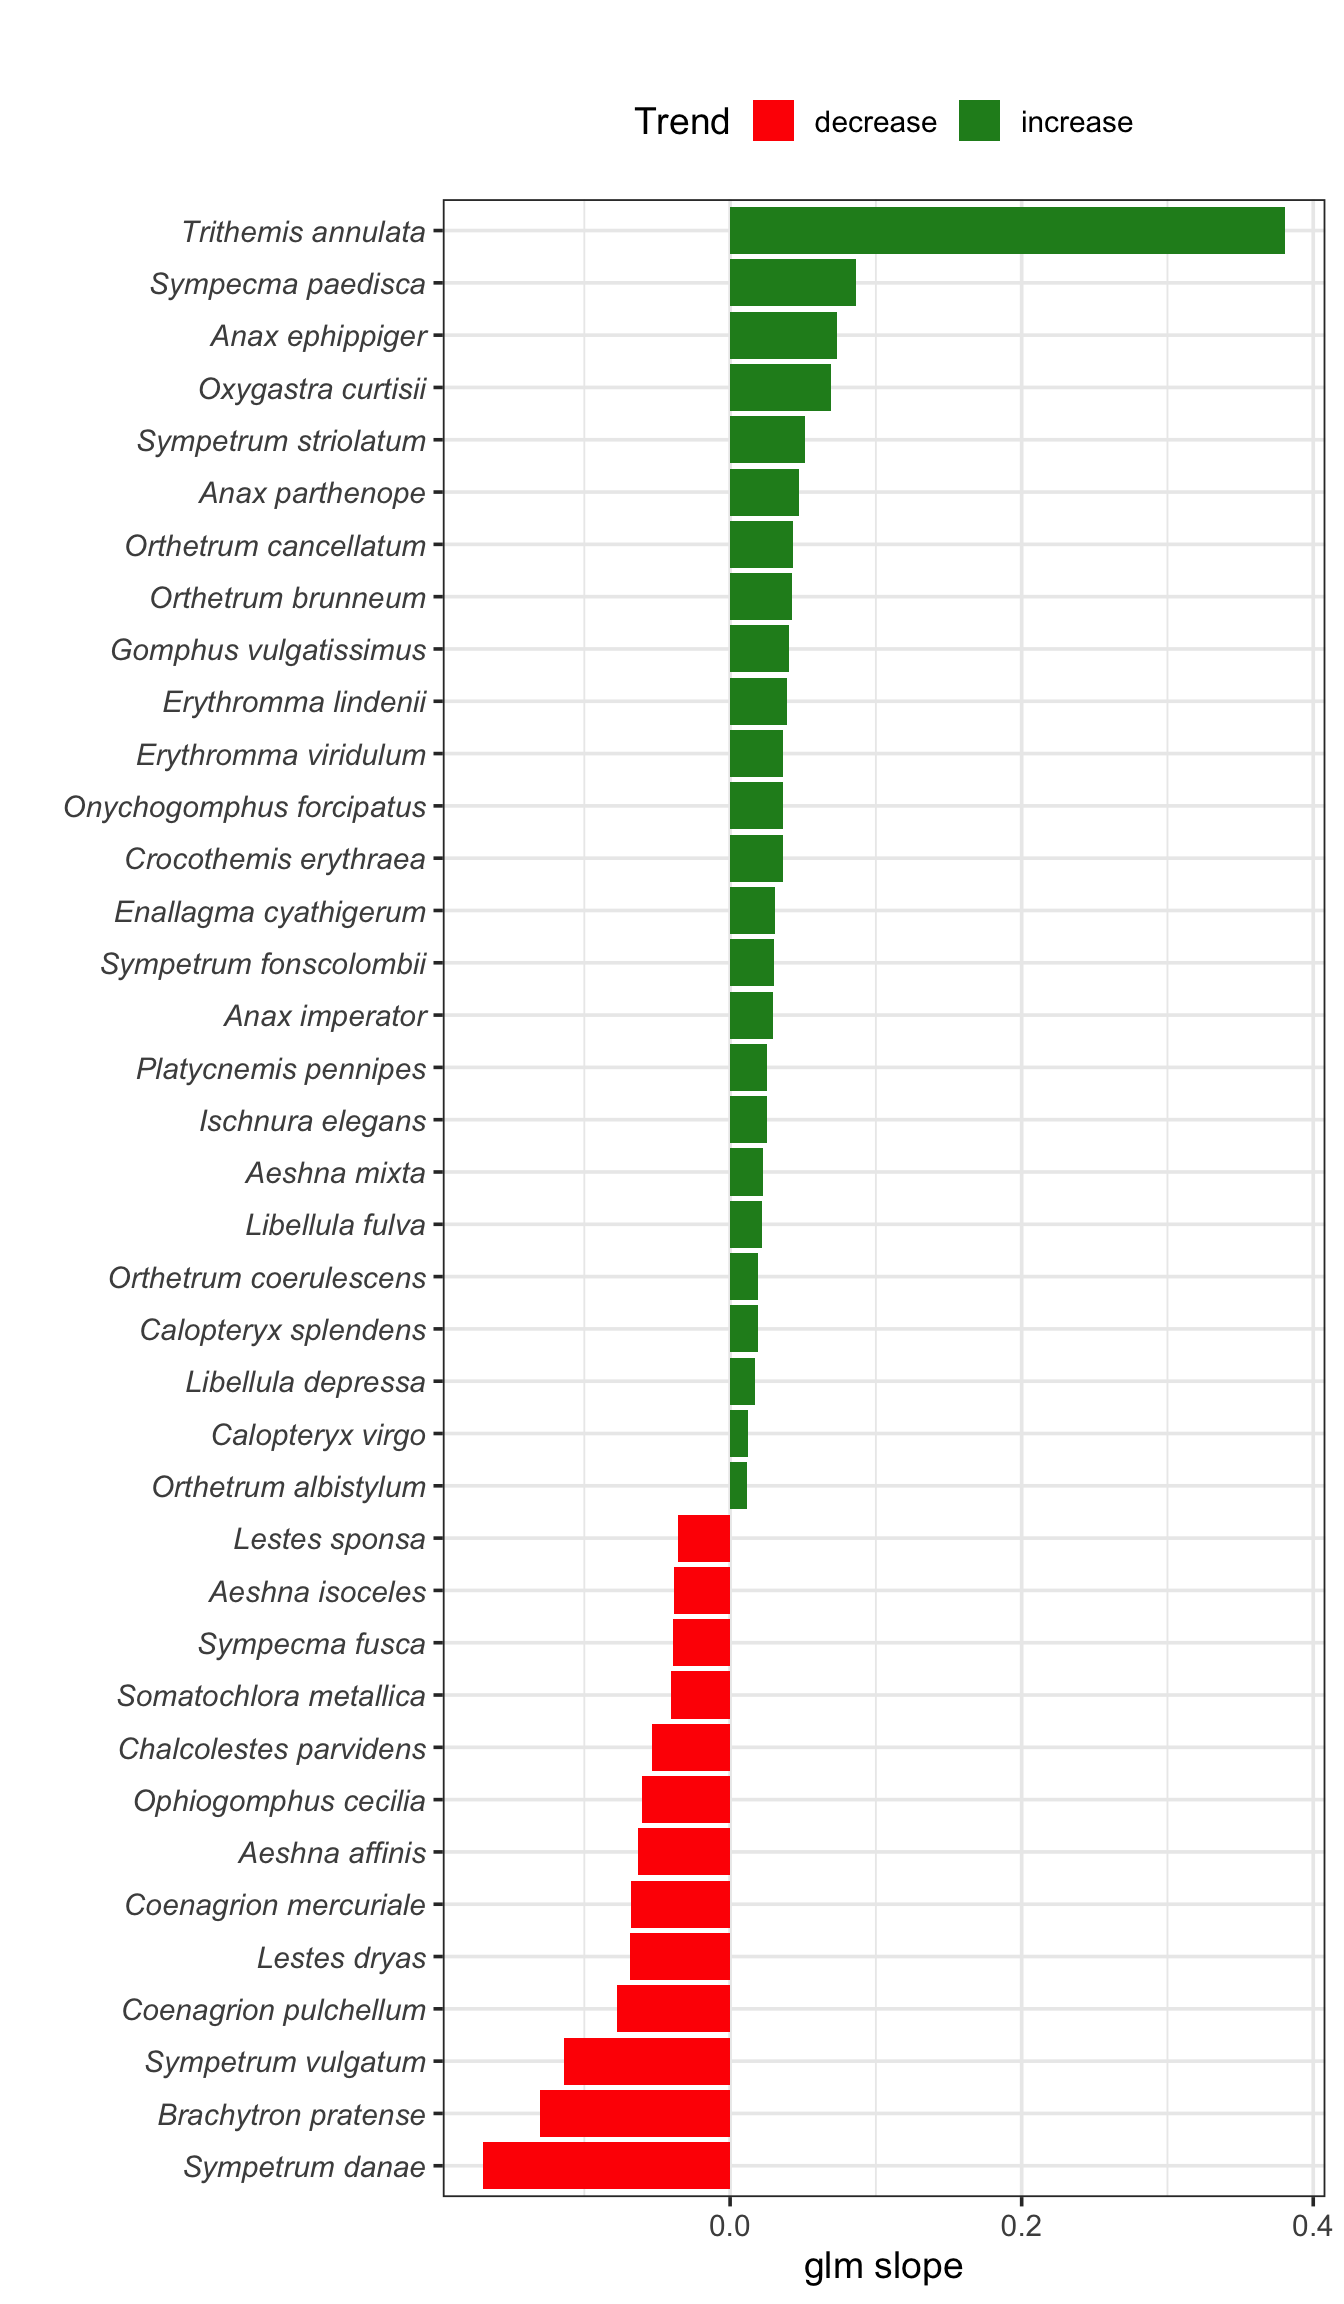 Trend decrease increase
Trithemis annulata
Sympecma paedisca
Anax ephippiger
Oxygastra curtisii
Sympetrum striolatum
Anax parthenope
Orthetrum cancellatum
Orthetrum brunneum
Gomphus vulgatissimus
Erythromma lindenii
Erythromma viridulum
Onychogomphus forcipatus
Crocothemis erythraea
Enallagma cyathigerum
Sympetrum fonscolombii
Anax imperator
Platycnemis pennipes
Ischnura elegans
Aeshna mixta
Libellula fulva
Orthetrum coerulescens
Calopteryx splendens
Libellula depressa
Calopteryx virgo
Orthetrum albistylum
Lestes sponsa
Aeshna isoceles
Sympecma fusca
Somatochlora metallica
Chalcolestes parvidens
Ophiogomphus cecilia
Aeshna affinis
Coenagrion mercuriale
Lestes dryas
Coenagrion pulchellum
Sympetrum vulgatum
Brachytron pratense
Sympetrum danae
0.0 0.2 0.4
glm slope